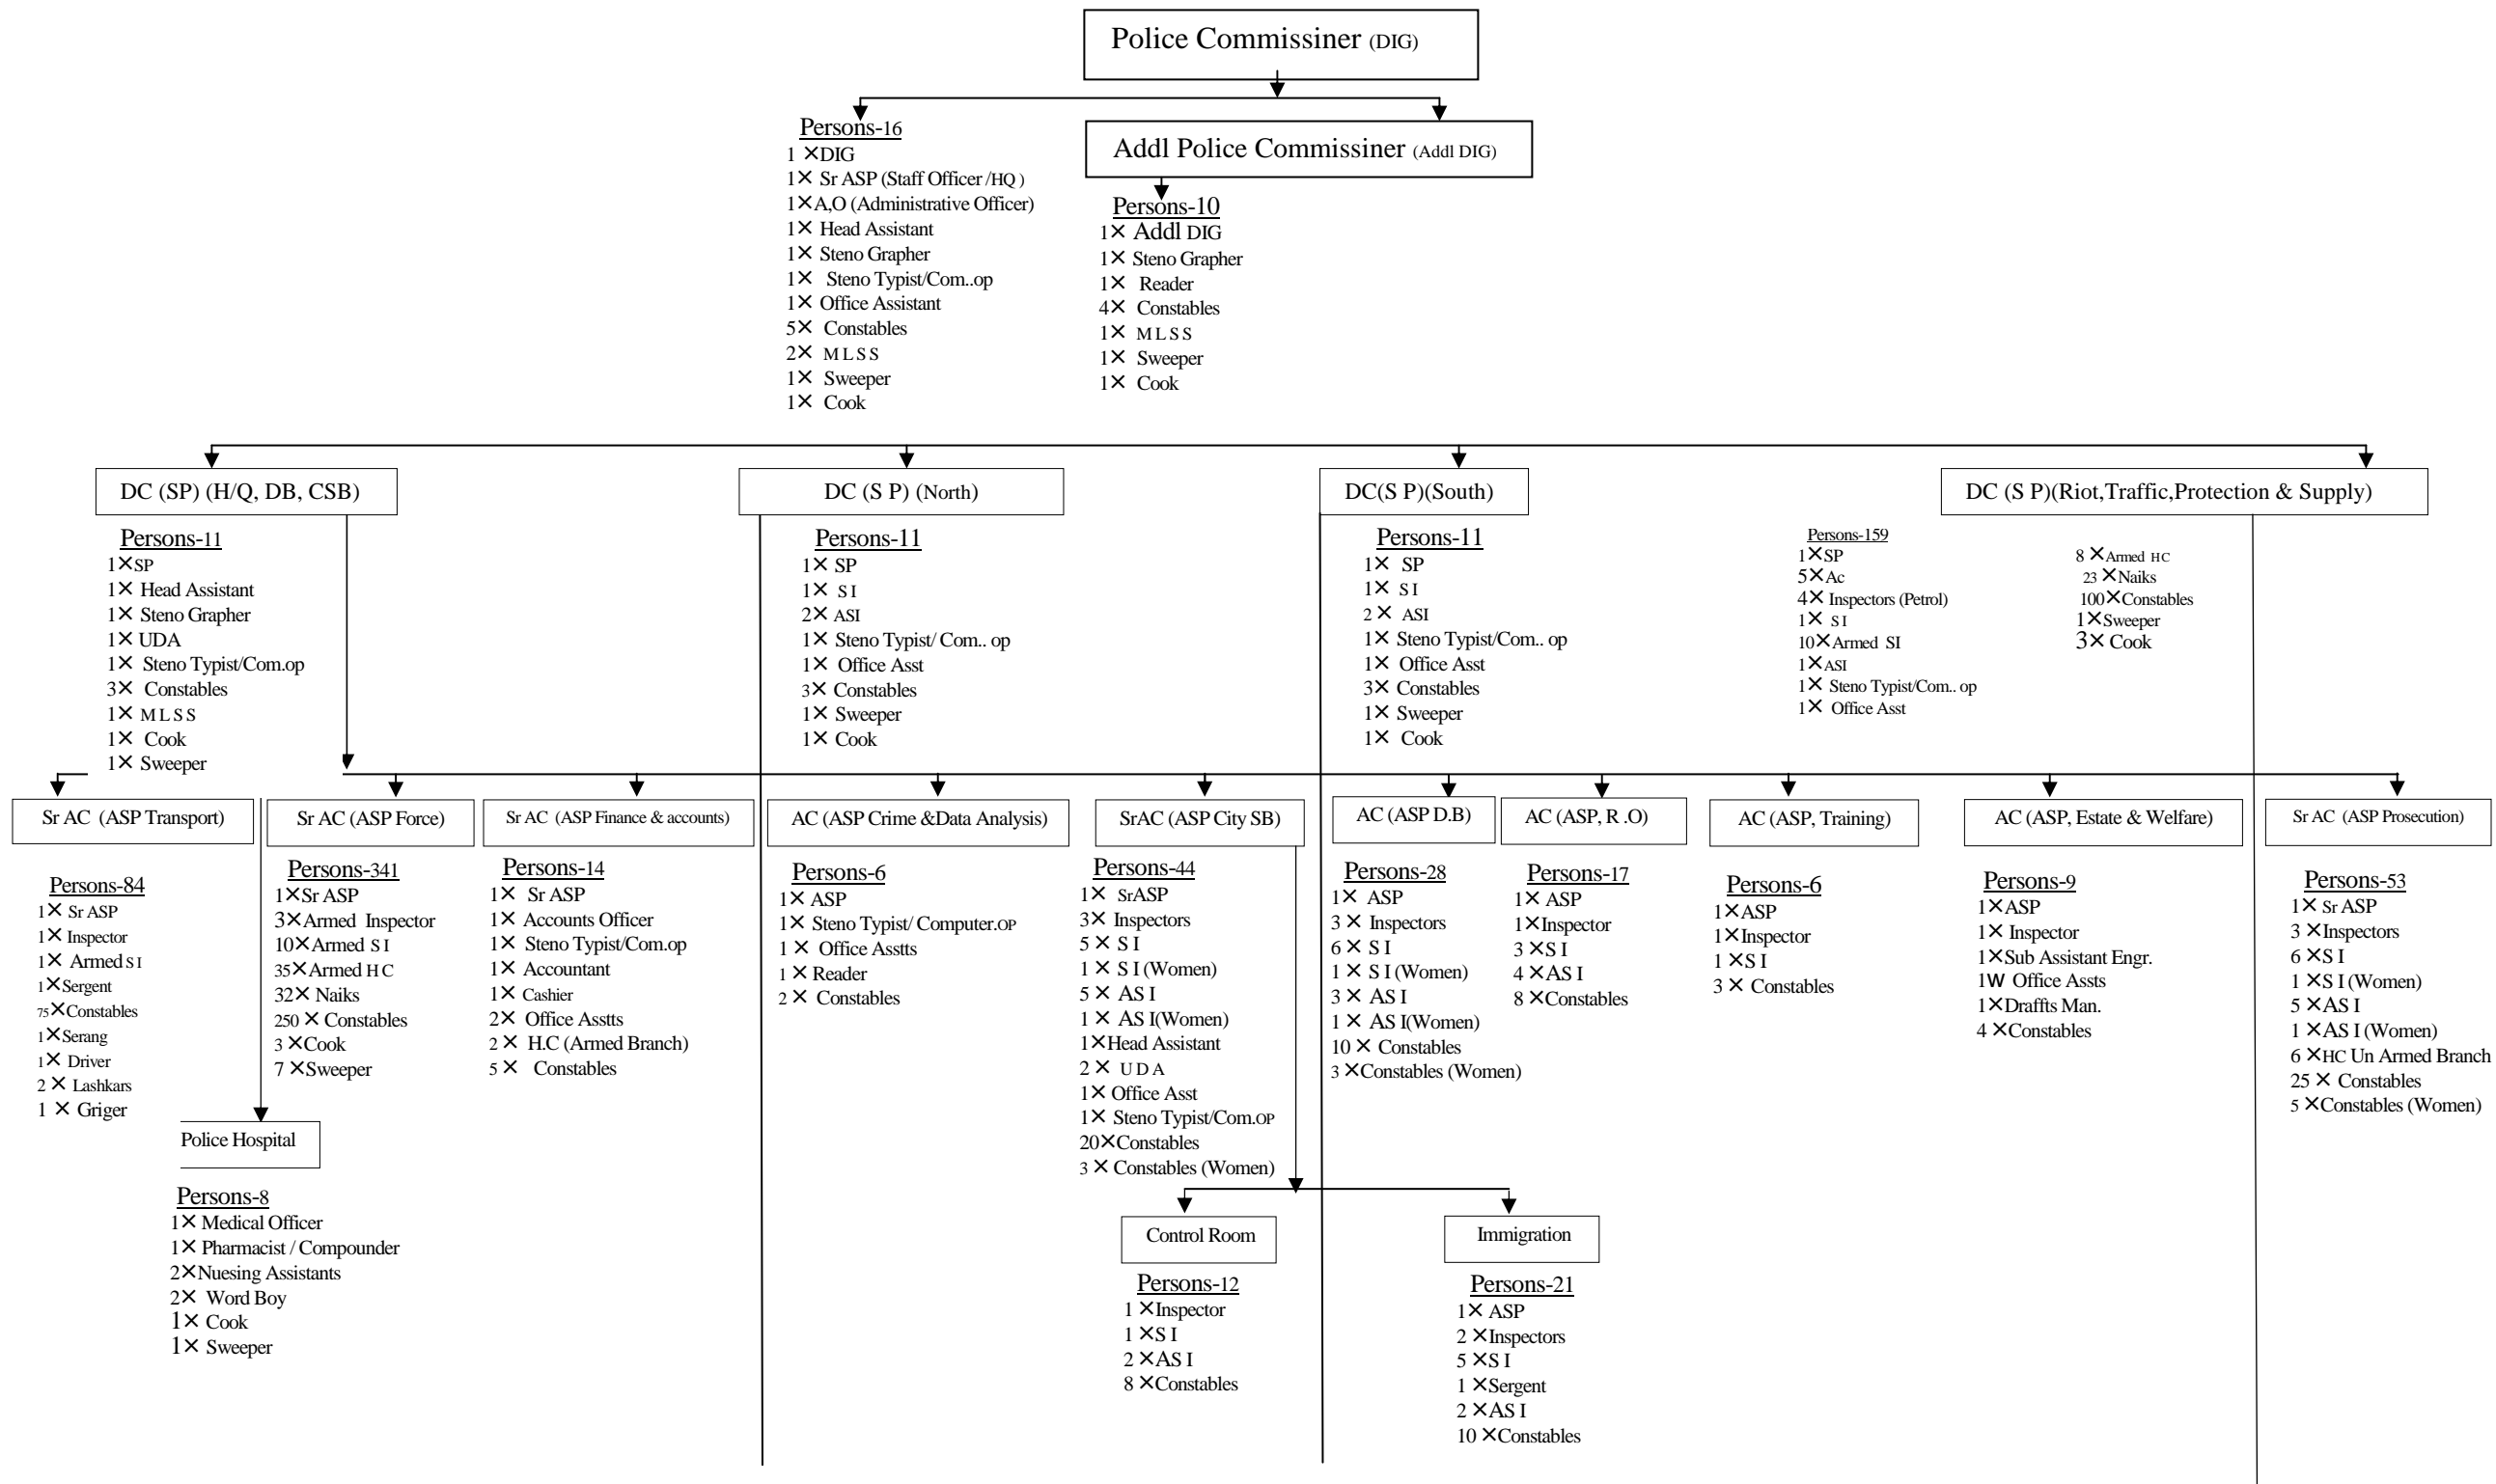 Police Commissiner (DIG)
Persons-16
1 ×DIG
1× Sr ASP (Staff Officer /HQ )
1×A,O (Administrative Officer)
1× Head Assistant
1× Steno Grapher
1× Steno Typist/Com..op
1× Office Assistant
5× Constables
2× M L S S
1× Sweeper
1× Cook
Addl Police Commissiner (Addl DIG)
Persons-10
1× Addl DIG
1× Steno Grapher
1× Reader
4× Constables
1× M L S S
1× Sweeper
1× Cook
DC (SP) (H/Q, DB, CSB)
Persons-11
1×SP
1× Head Assistant
1× Steno Grapher
1× UDA
1× Steno Typist/Com.op
3× Constables
1× M L S S
1× Cook
1× Sweeper
DC (S P) (North)
Persons-11
1× SP
1× S I
2× ASI
1× Steno Typist/ Com.. op
1× Office Asst
3× Constables
1× Sweeper
1× Cook
DC(S P)(South)
Persons-11
1× SP
1× S I
2 × ASI
1× Steno Typist/Com.. op
1× Office Asst
3× Constables
1× Sweeper
1× Cook
DC (S P)(Riot,Traffic,Protection & Supply)
Persons-159
1×SP
5×Ac
4× Inspectors (Petrol)
1× S I
10×Armed SI
1×ASI
1× Steno Typist/Com.. op
1× Office Asst
8 ×Armed HC
23 ×Naiks
100×Constables
1×Sweeper
3× Cook
Sr AC (ASP Transport)
Persons-84
1× Sr ASP
1× Inspector
1× Armed S I
1×Sergent
75×Constables
1×Serang
1× Driver
2 × Lashkars
1 × Griger
Police Hospital
Persons-8
1× Medical Officer
1× Pharmacist / Compounder
2×Nuesing Assistants
2× Word Boy
1× Cook
1× Sweeper
Sr AC (ASP Force)
Persons-341
1×Sr ASP
3×Armed Inspector
10×Armed S I
35×Armed H C
32× Naiks
250 × Constables
3 ×Cook
7 ×Sweeper
Sr AC (ASP Finance & accounts)
Persons-14
1× Sr ASP
1× Accounts Officer
1× Steno Typist/Com.op
1× Accountant
1× Cashier
2× Office Asstts
2 × H.C (Armed Branch)
5 × Constables
AC (ASP Crime &Data Analysis)
Persons-6
1× ASP
1× Steno Typist/ Computer.OP
1 × Office Asstts
1 × Reader
2 × Constables
SrAC (ASP City SB)
Persons-44
1× SrASP
3× Inspectors
5 × S I
1 × S I (Women)
5 × AS I
1 × AS I(Women)
1×Head Assistant
2 × U D A
1× Office Asst
1× Steno Typist/Com.OP
20×Constables
3 × Constables (Women)
Control Room
Persons-12
1 ×Inspector
1 ×S I
2 ×AS I
8 ×Constables
Immigration
Persons-21
1× ASP
2 ×Inspectors
5 ×S I
1 ×Sergent
2 ×AS I
10 ×Constables
AC (ASP D.B)
Persons-28
1× ASP
3 × Inspectors
6 × S I
1 × S I (Women)
3 × AS I
1 × AS I(Women)
10 × Constables
3 ×Constables (Women)
AC (ASP, R .O)
Persons-17
1× ASP
1×Inspector
3 ×S I
4 ×AS I
8 ×Constables
AC (ASP, Training)
Persons-6
1×ASP
1×Inspector
1 ×S I
3 × Constables
AC (ASP, Estate & Welfare)
Persons-9
1×ASP
1× Inspector
1×Sub Assistant Engr.
1W Office Assts
1×Draffts Man.
4 ×Constables
Sr AC (ASP Prosecution)
Persons-53
1× Sr ASP
3 ×Inspectors
6 ×S I
1 ×S I (Women)
5 ×AS I
1 ×AS I (Women)
6 ×HC Un Armed Branch
25 × Constables
5 ×Constables (Women)